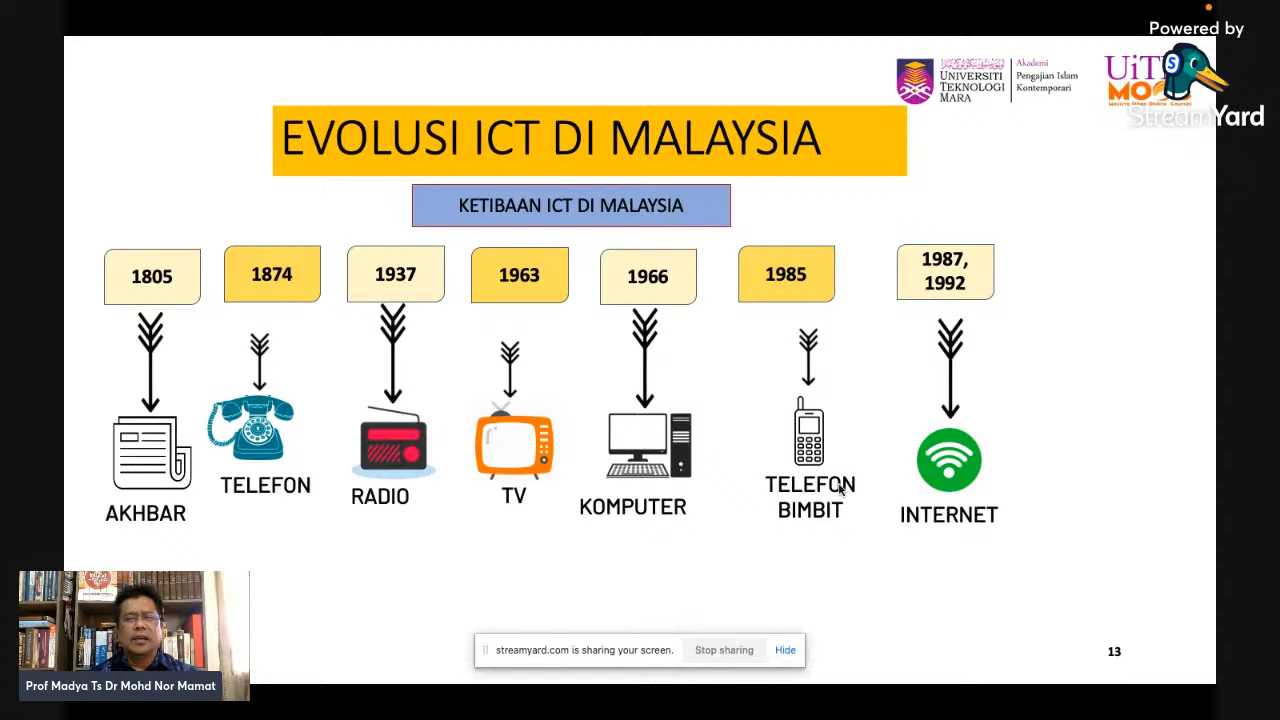 Powered by
StreamYard
UNIVERSITI
TEKNOLOGI
MARA
Akademi
Pengajian Islam
Kontemporari
EVOLUSI ICT DI MALAYSIA
KETIBAAN ICT DI MALAYSIA
1805
1874
1937
1963
1966
1985
1987,
1992
AKHBAR
TELEFON
RADIO
TV
KOMPUTER
TELEFON
BIMBIT
INTERNET
Prof Madya Ts Dr Mohd Nor Mamat
streamyard.com is sharing your screen.
Stop sharing
Hide
13